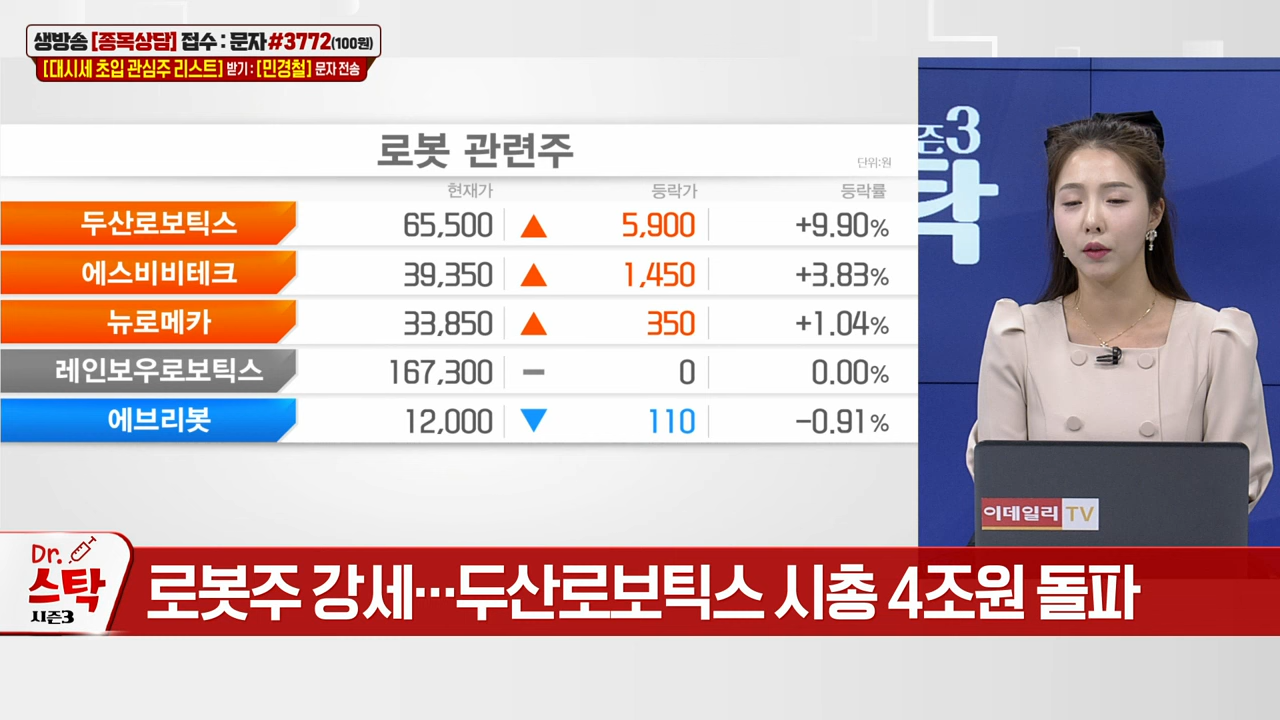 생방송 [종목상담] 접수 : 문자#3772(100원)
[대시세 초입 관심주 리스트] 받기 : [민경철] 문자 전송
로봇 관련주
단위:원
현재가 등락가 등락률
두산로보틱스 65,500 ▲ 5,900 +9.90%
에스비비테크 39,350 ▲ 1,450 +3.83%
뉴로메카 33,850 ▲ 350 +1.04%
레인보우로보틱스 167,300 - 0 0.00%
에브리봇 12,000 ▼ 110 -0.91%
즌3
탁
이데일리 TV
Dr.
스탁
시즌3
로봇주 강세…두산로보틱스 시총 4조원 돌파